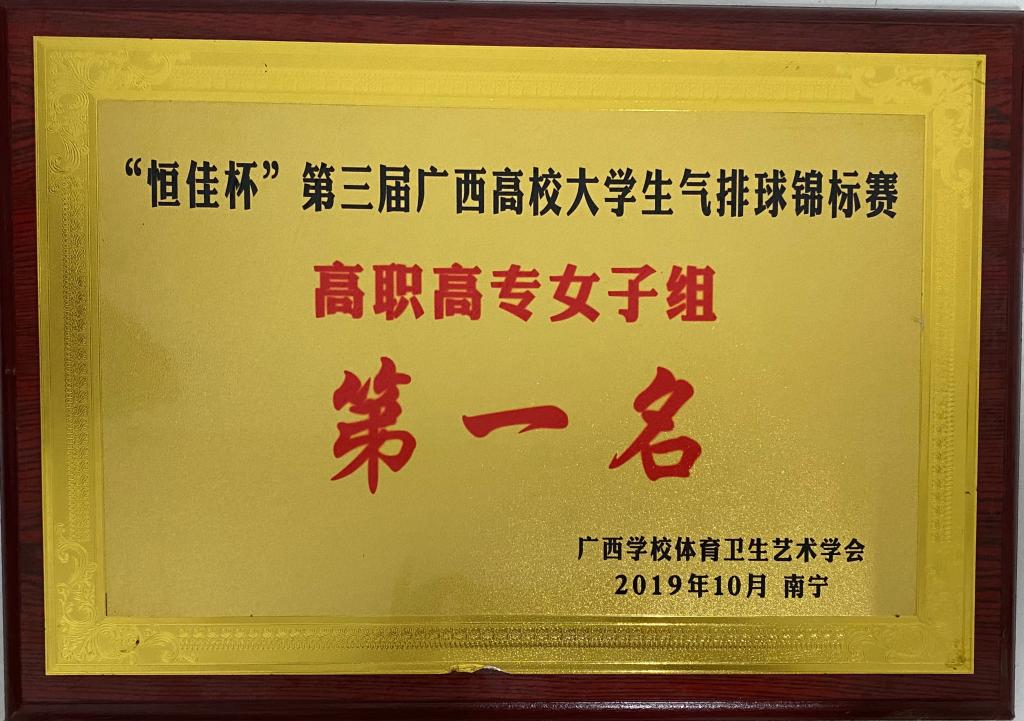 “恒佳杯”第三届广西高校大学生气排球锦标赛
高职高专女子组
第一名
广西学校体育卫生艺术学会
2019年10月 南宁